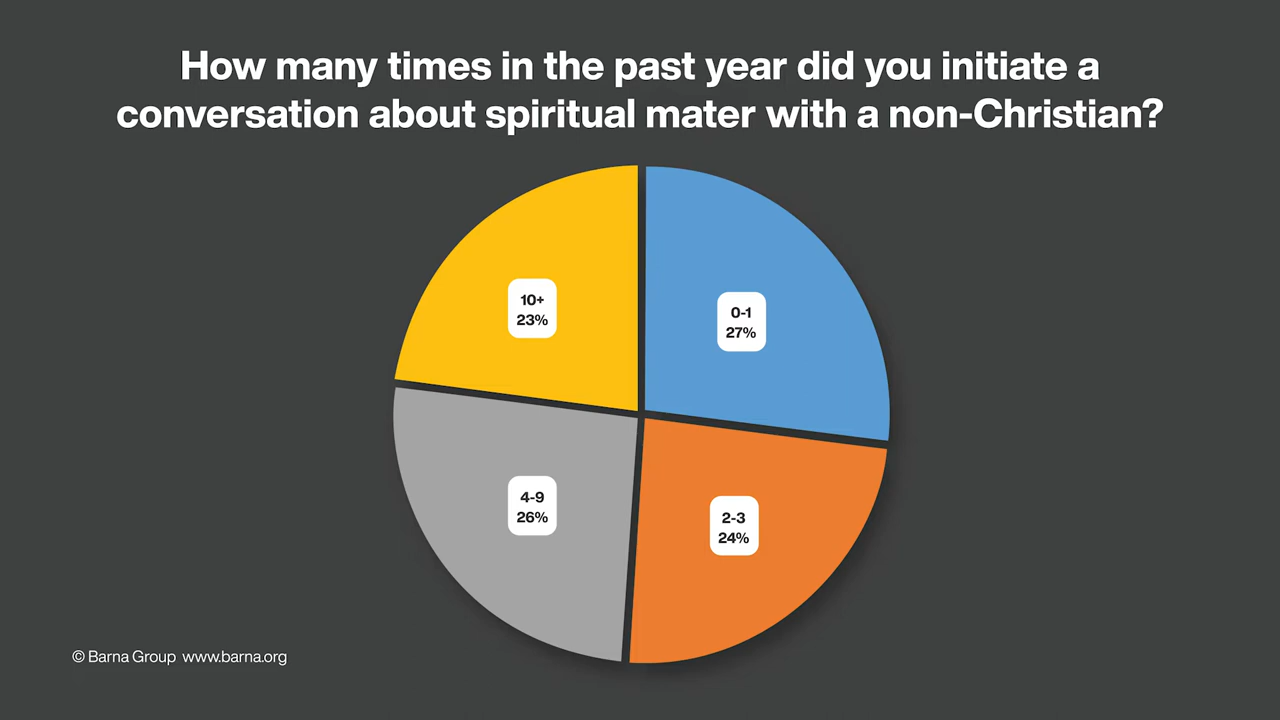 How many times in the past year did you initiate a
conversation about spiritual mater with a non-Christian?
10+
23%
0-1
27%
4-9
26%
2-3
24%
© Barna Group www.barna.org